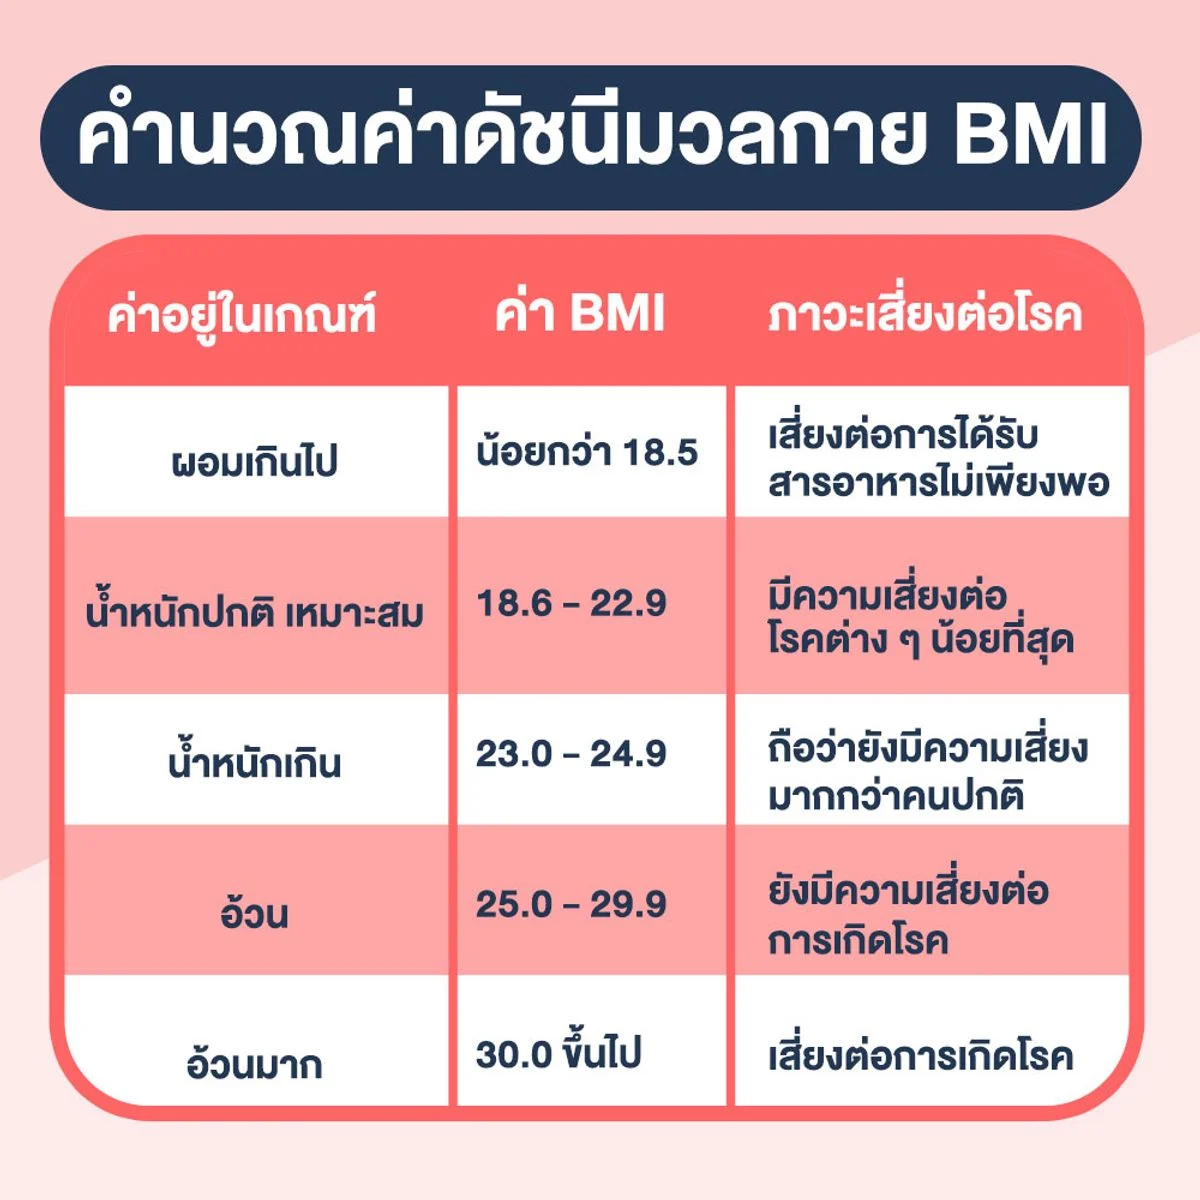 คำนวณค่าดัชนีมวลกาย BMI
ค่าอยู่ในเกณฑ์ ค่า BMI ภาวะเสี่ยงต่อโรค
ผอมเกินไป น้อยกว่า 18.5 เสี่ยงต่อการได้รับ
สารอาหารไม่เพียงพอ
น้ำหนักปกติ เหมาะสม 18.6 – 22.9 มีความเสี่ยงต่อ
โรคต่าง ๆ น้อยที่สุด
น้ำหนักเกิน 23.0 – 24.9 ถือว่ายังมีความเสี่ยง
มากกว่าคนปกติ
อ้วน 25.0 – 29.9 ยังมีความเสี่ยงต่อ
การเกิดโรค
อ้วนมาก 30.0 ขึ้นไป เสี่ยงต่อการเกิดโรค